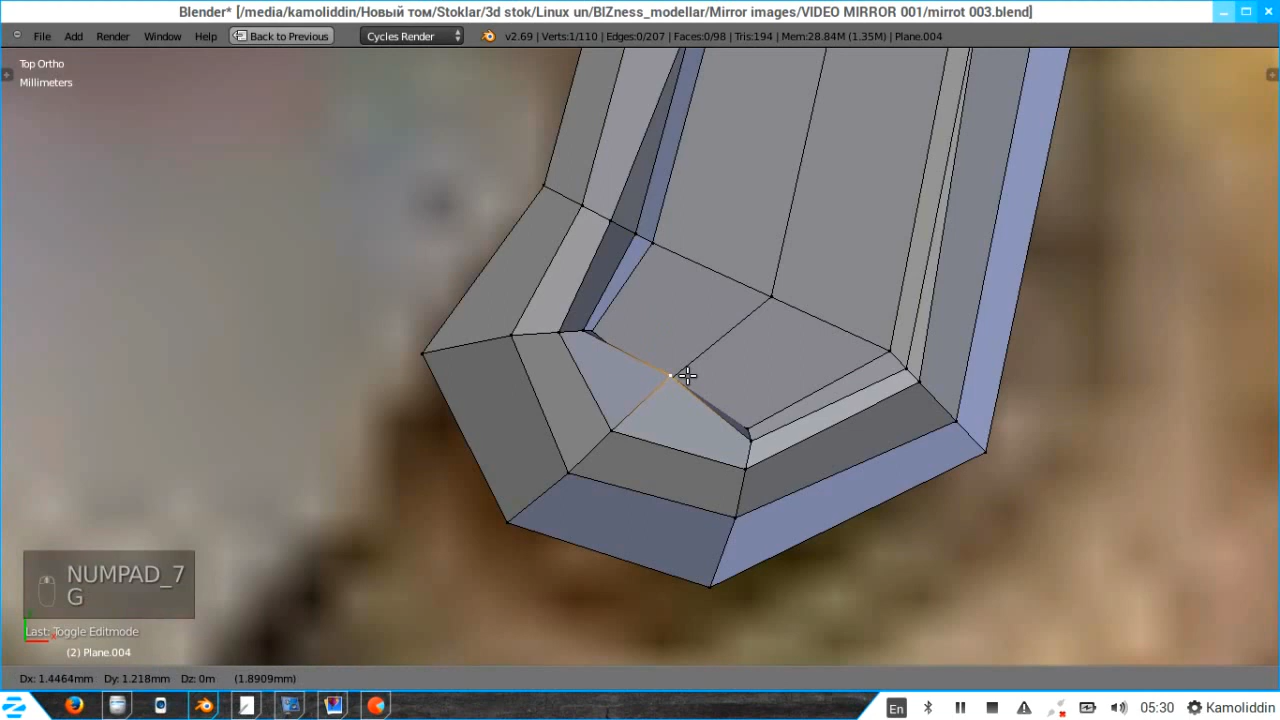 Blender* [/media/kamoliddin/Новый том/Stoklar/3d stok/Linux un/BIZness_modellar/Mirror images/VIDEO MIRROR 001/mirrot 003.blend]
File Add Render Window Help Back to Previous Cycles Render v2.69 | Verts:1/110 | Edges:0/207 | Faces:0/98 | Tris:194 | Mem:28.84M (1.35M) | Plane.004
Top Ortho
Millimeters
NUMPAD_7
G
Last: Toggle Editmode
(2) Plane.004
Dx: 1.4464mm Dy: 1.218mm Dz: 0m (1.8909mm)
En 05:30 Kamoliddin